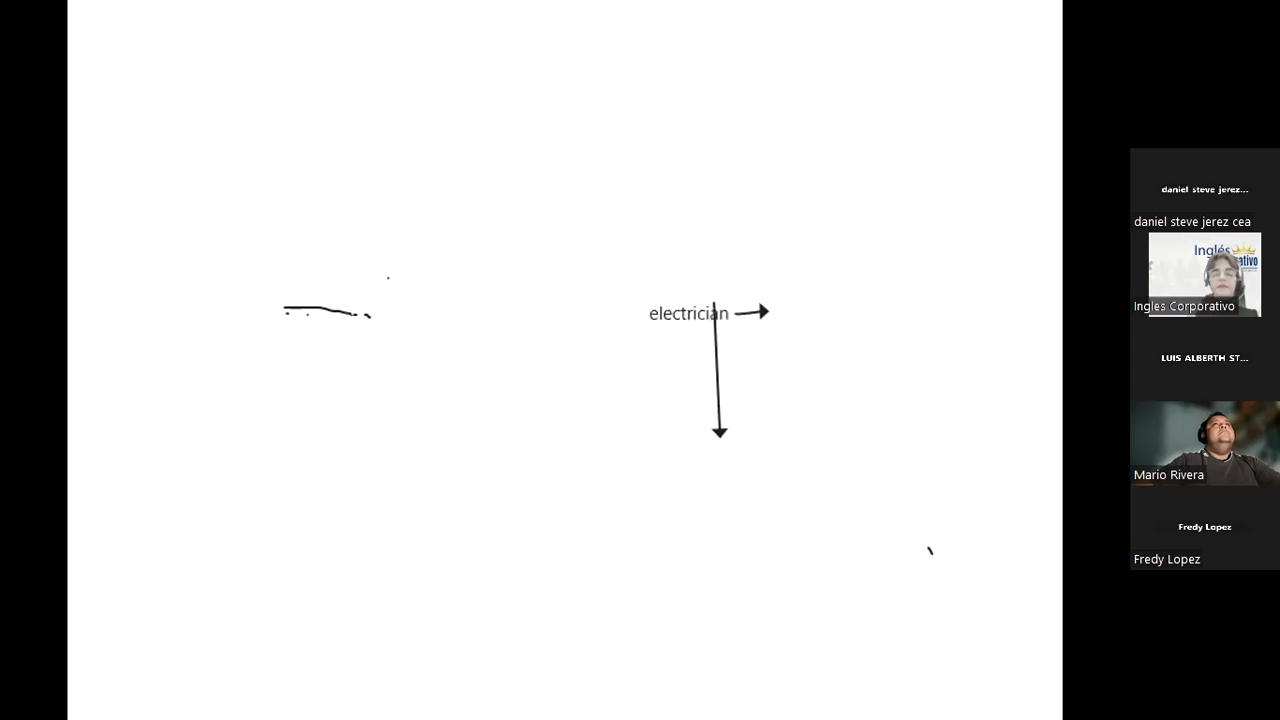 electrician
daniel steve jerez...
daniel steve jerez cea
Inglés
Ingles Corporativo
LUIS ALBERTH ST...
Mario Rivera
Fredy Lopez
Fredy Lopez